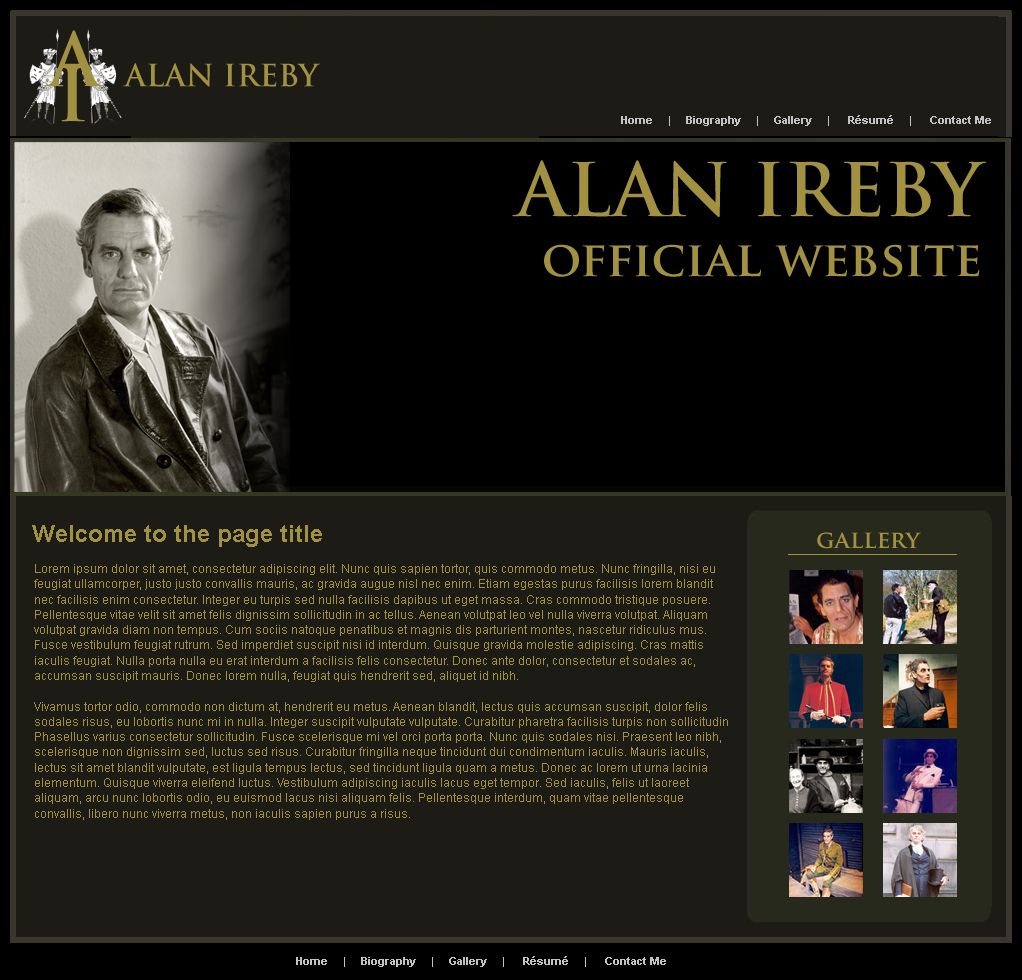 AI ALAN IREBY
Home | Biography | Gallery | Résumé | Contact Me
ALAN IREBY
OFFICIAL WEBSITE
Welcome to the page title
GALLERY
Lorem ipsum dolor sit amet, consectetur adipiscing elit. Nunc quis sapien tortor, quis commodo metus. Nunc fringilla, nisi eu
feugiat ullamcorper, justo justo convallis mauris, ac gravida augue nisl nec enim. Etiam egestas purus facilisis lorem blandit
nec facilisis enim consectetur. Integer eu turpis sed nulla facilisis dapibus ut eget massa. Cras commodo tristique posuere.
Pellentesque vitae velit sit amet felis dignissim sollicitudin in ac tellus. Aenean volutpat leo vel nulla viverra volutpat. Aliquam
volutpat gravida diam non tempus. Cum sociis natoque penatibus et magnis dis parturient montes, nascetur ridiculus mus.
Fusce vestibulum feugiat rutrum. Sed imperdiet suscipit nisi id interdum. Quisque gravida molestie adipiscing. Cras mattis
iaculis feugiat. Nulla porta nulla eu erat interdum a facilisis felis consectetur. Donec ante dolor, consectetur et sodales ac,
accumsan suscipit mauris. Donec lorem nulla, feugiat quis hendrerit sed, aliquet id nibh.
Vivamus tortor odio, commodo non dictum at, hendrerit eu metus. Aenean blandit, lectus quis accumsan suscipit, dolor felis
sodales risus, eu lobortis nunc mi in nulla. Integer suscipit vulputate vulputate. Curabitur pharetra facilisis turpis non sollicitudin
Phasellus varius consectetur sollicitudin. Fusce scelerisque mi vel orci porta porta. Nunc quis sodales nisi. Praesent leo nibh,
scelerisque non dignissim sed, luctus sed risus. Curabitur fringilla neque tincidunt dui condimentum iaculis. Mauris iaculis,
lectus sit amet blandit vulputate, est ligula tempus lectus, sed tincidunt ligula quam a metus. Donec ac lorem ut urna lacinia
elementum. Quisque viverra eleifend luctus. Vestibulum adipiscing iaculis lacus eget tempor. Sed iaculis, felis ut laoreet
aliquam, arcu nunc lobortis odio, eu euismod lacus nisi aliquam felis. Pellentesque interdum, quam vitae pellentesque
convallis, libero nunc viverra metus, non iaculis sapien purus a risus.
Home | Biography | Gallery | Résumé | Contact Me